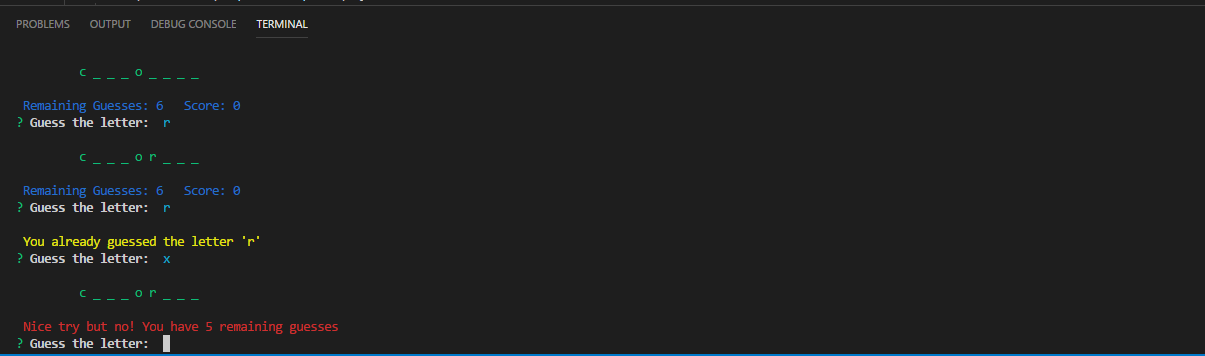 PROBLEMS OUTPUT DEBUG CONSOLE TERMINAL
c _ _ _ o _ _ _ _
Remaining Guesses: 6 Score: 0
? Guess the letter: r
c _ _ _ o r _ _ _
Remaining Guesses: 6 Score: 0
? Guess the letter: r
You already guessed the letter 'r'
? Guess the letter: x
c _ _ _ o r _ _ _
Nice try but no! You have 5 remaining guesses
? Guess the letter: